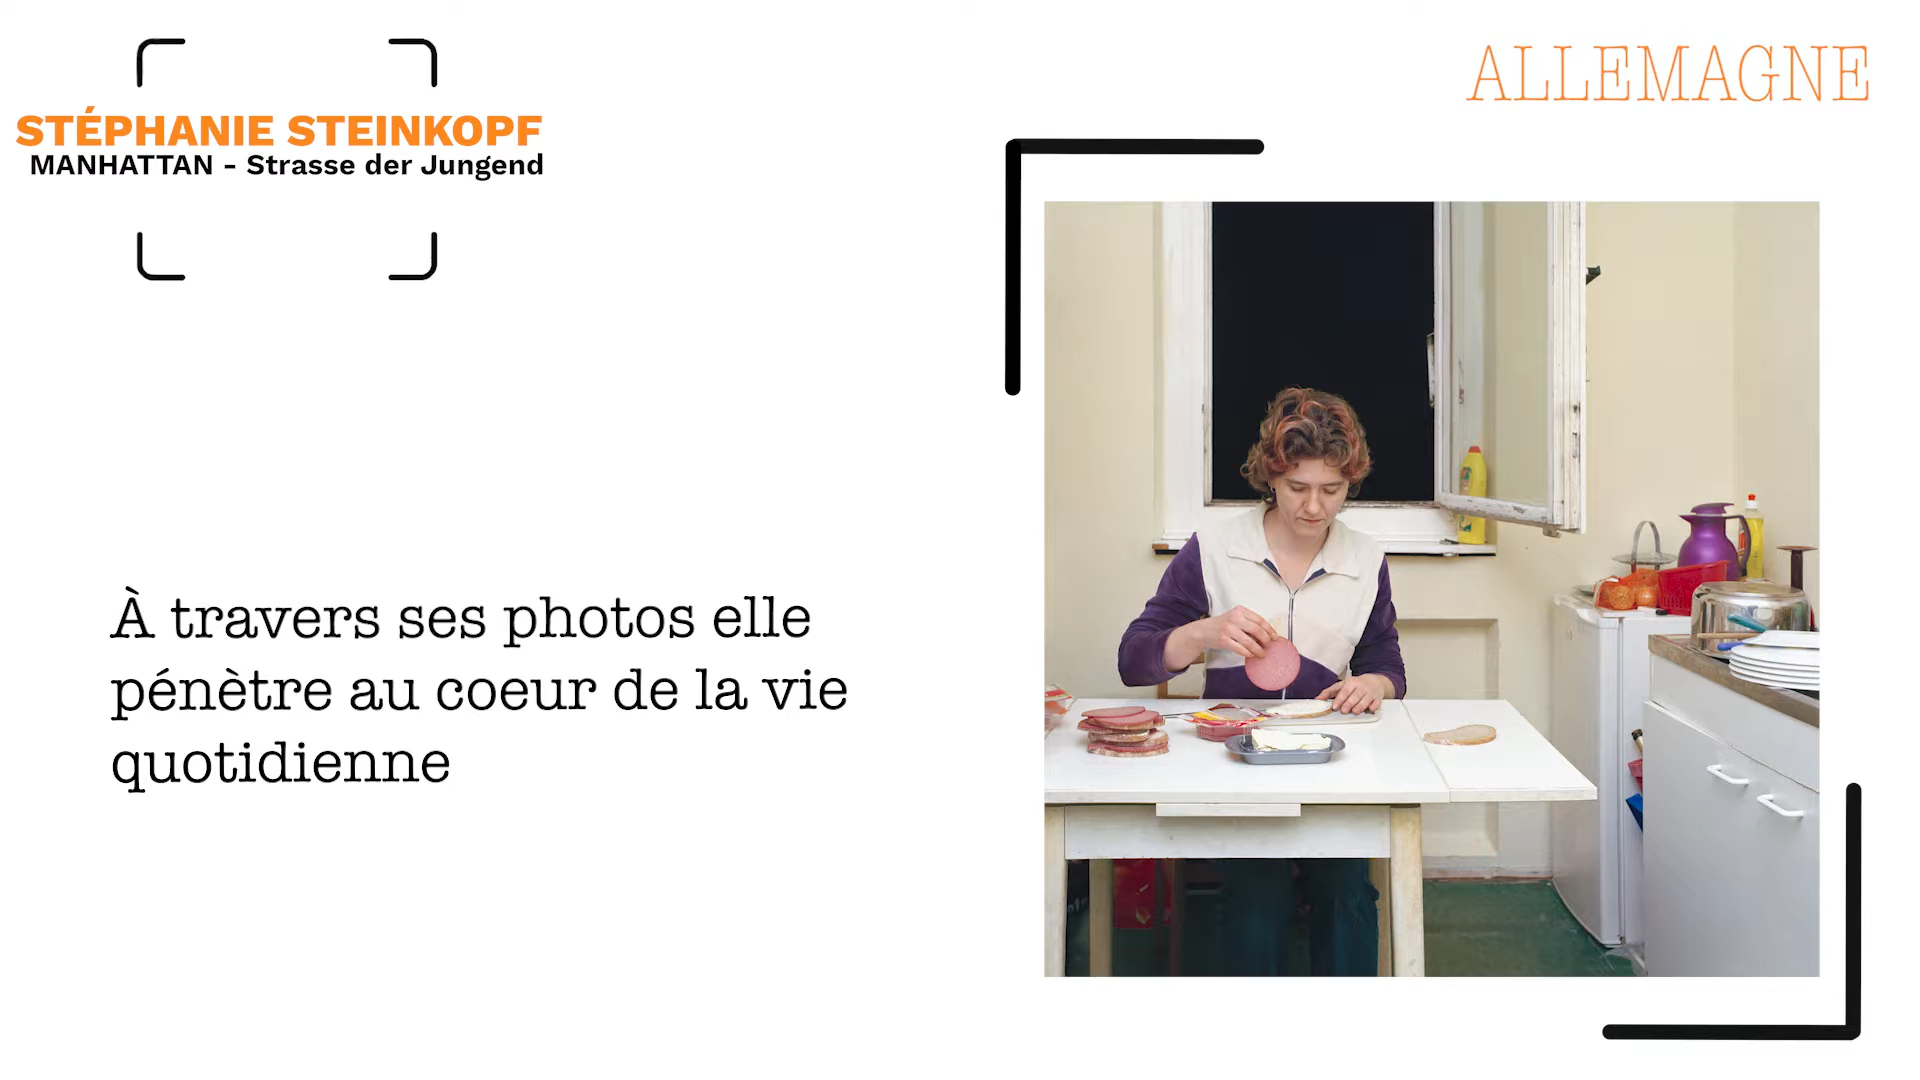 STÉPHANIE STEINKOPF
MANHATTAN - Strasse der Jungend
ALLEMAGNE
À travers ses photos elle
pénètre au coeur de la vie
quotidienne